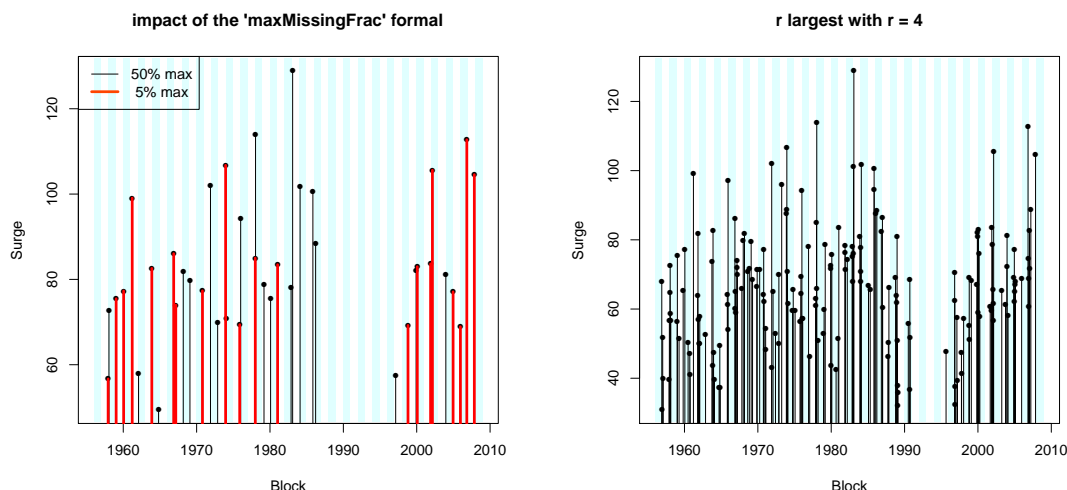 impact of the 'maxMissingFrac' formal
50% max
5% max
Surge
60
80
100
120
1960
1970
1980
1990
2000
2010
Block
r largest with r = 4
Surge
40
60
80
100
120
1960
1970
1980
1990
2000
2010
Block